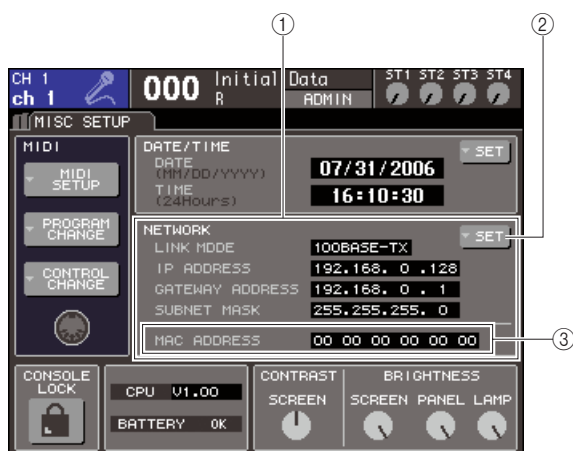 ① ②
CH 1
ch 1
000 Initial Data
R ADMIN
ST1 ST2 ST3 ST4
MISC SETUP
MIDI
MIDI
SETUP
PROGRAM
CHANGE
CONTROL
CHANGE
DATE/TIME
SET
DATE
(MM/DD/YYYY)
07/31/2006
TIME
(24Hours)
16:10:30
NETWORK
SET
LINK MODE 100BASE-TX
IP ADDRESS 192.168. 0 .128
GATEWAY ADDRESS 192.168. 0 . 1
SUBNET MASK 255.255.255. 0
MAC ADDRESS 00 00 00 00 00 00
③
CONSOLE
LOCK
CPU V1.00
BATTERY OK
CONTRAST
SCREEN
BRIGHTNESS
SCREEN PANEL LAMP